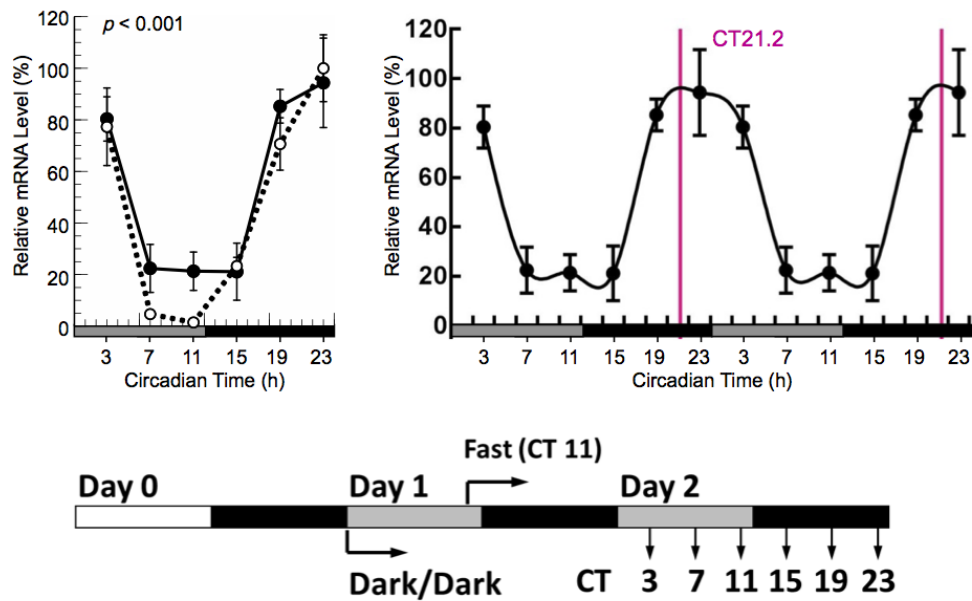 p < 0.001
Relative mRNA Level (%)
120
100
80
60
40
20
0
3 7 11 15 19 23
Circadian Time (h)
CT21.2
Relative mRNA Level (%)
120
100
80
60
40
20
0
3 7 11 15 19 23 3 7 11 15 19 23
Circadian Time (h)
Fast (CT 11)
Day 0 Day 1 Day 2
Dark/Dark CT 3 7 11 15 19 23